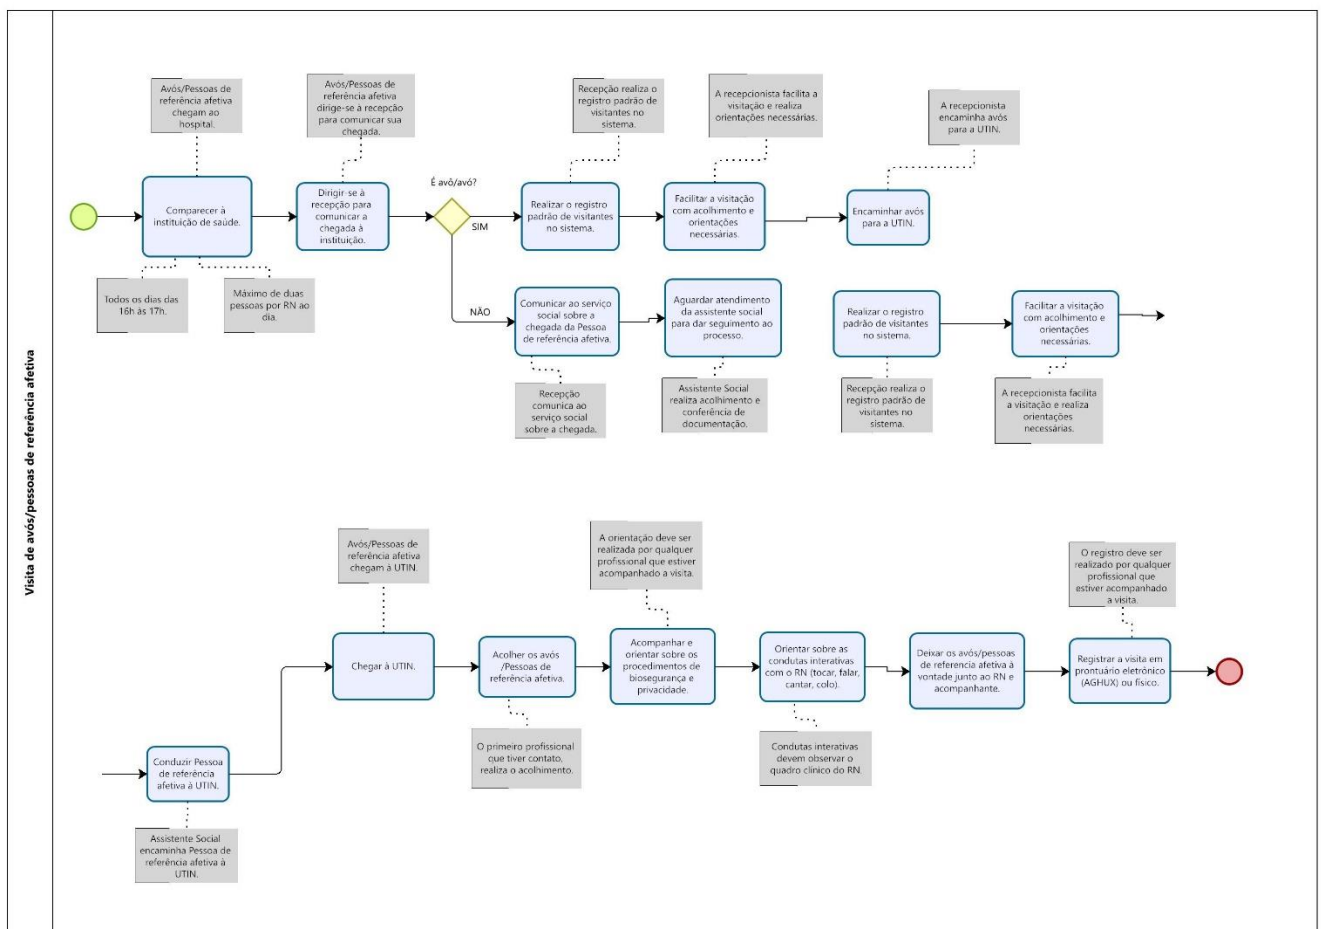 Visita de avós/pessoas de referência afetiva
Avós/Pessoas de
referência afetiva
chegam ao
hospital.
Avós/Pessoas de
referência afetiva
dirige-se à recepção
para comunicar sua
chegada.
Recepção realiza o
registro padrão de
visitantes no
sistema.
A recepcionista facilita a
visitação e realiza
orientações necessárias.
A recepcionista
encaminha avós
para a UTIN.
Comparecer à
instituição de saúde.
Dirigir-se à
recepção para
comunicar a
chegada à
instituição.
É avô/avó?
SIM
NÃO
Realizar o registro
padrão de visitantes
no sistema.
Facilitar a visitação
com acolhimento e
orientações
necessárias.
Encaminhar avós
para a UTIN.
Todos os dias das
16h às 17h.
Máximo de duas
pessoas por RN ao
dia.
Comunicar ao serviço
social sobre a
chegada da Pessoa
de referência afetiva.
Aguardar atendimento
da assistente social
para dar seguimento ao
processo.
Realizar o registro
padrão de visitantes
no sistema.
Facilitar a visitação
com acolhimento e
orientações
necessárias.
Recepção
comunica ao
serviço social
sobre a chegada.
Assistente Social
realiza acolhimento e
conferência de
documentação.
Recepção realiza o
registro padrão de
visitantes no
sistema.
A recepcionista facilita
a visitação e realiza
orientações
necessárias.
Avós/Pessoas de
referência afetiva
chegam à UTIN.
A orientação deve ser
realizada por qualquer
profissional que estiver
acompanhado a visita.
O registro deve ser
realizado por qualquer
profissional que
estiver acompanhado
a visita.
Chegar à UTIN.
Acolher os avós
/Pessoas de
referência afetiva.
Acompanhar e
orientar sobre os
procedimentos de
biosegurança e
privacidade.
Orientar sobre as
condutas interativas
com o RN (tocar, falar,
cantar, colo).
Deixar os avós/pessoas
de referencia afetiva à
vontade junto ao RN e
acompanhante.
Registrar a visita em
prontuário eletrônico
(AGHUX) ou físico.
O primeiro profissional
que tiver contato,
realiza o acolhimento.
Condutas interativas
devem observar o
quadro clínico do RN.
Conduzir Pessoa
de referência
afetiva à UTIN.
Assistente Social
encaminha Pessoa de
referência afetiva à
UTIN.